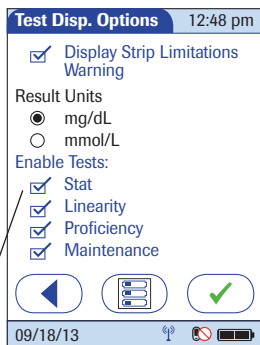 Test Disp. Options 12:48 pm
Display Strip Limitations
Warning
Result Units
mg/dL
mmol/L
Enable Tests:
Stat
Linearity
Proficiency
Maintenance
09/18/13